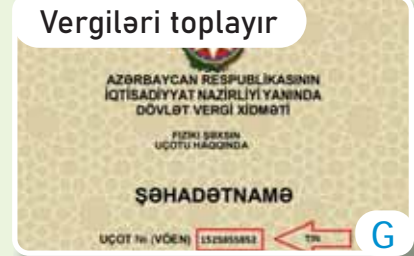 Vergiləri toplayır
AZƏRBAYCAN RESPUBLİKASININ
İQTİSADİYYAT NAZİRLİYİ YANINDA
DÖVLƏT VERGİ XİDMƏTİ
FİZİKİ ŞƏXSİN
UÇOTU HAQQINDA
ŞƏHADƏTNAMƏ
UÇOT № (VÖEN) TIN
G